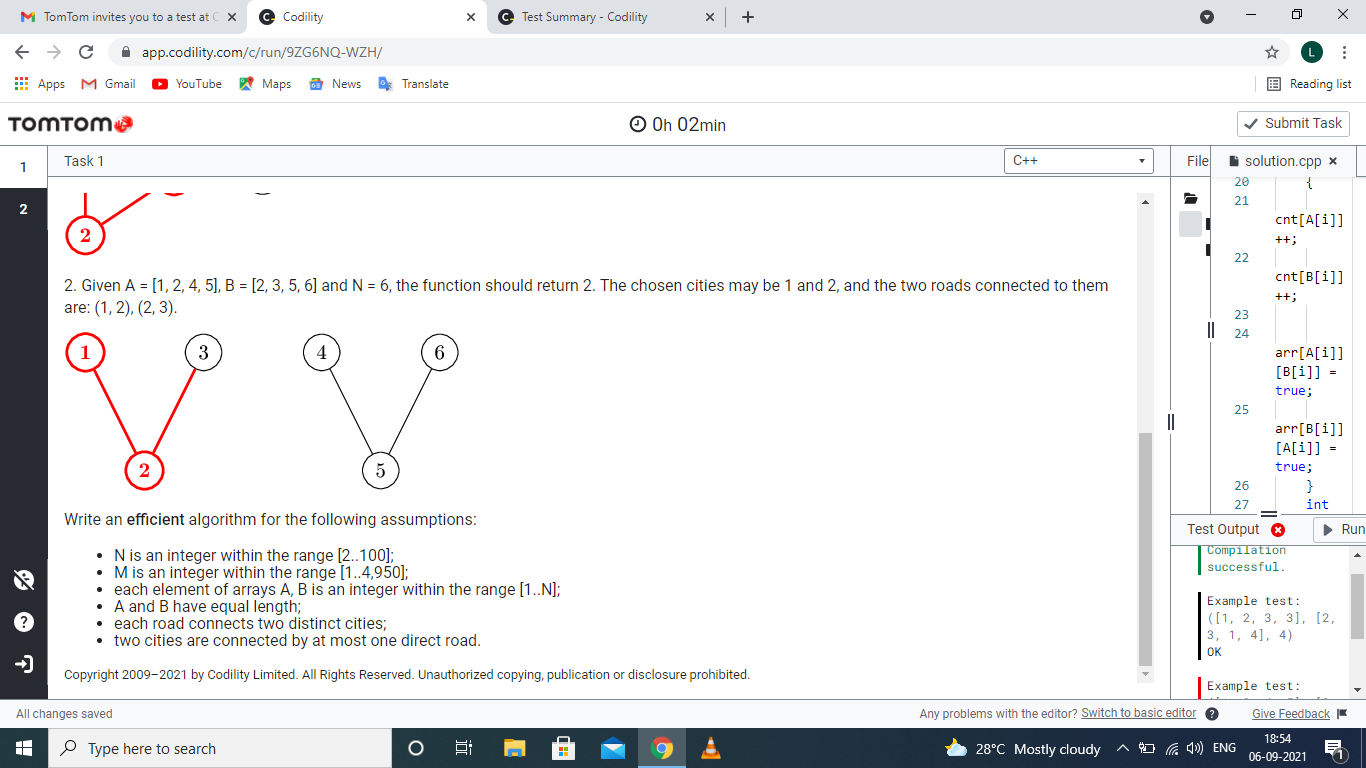 TomTom invites you to a test at C
Codility
Test Summary - Codility
app.codility.com/c/run/9ZG6NQ-WZH/
L
Apps
Gmail
YouTube
Maps
News
Translate
Reading list
TOMTOM
0h 02min
Submit Task
1
Task 1
C++
File
solution.cpp
2
2
2. Given A = [1, 2, 4, 5], B = [2, 3, 5, 6] and N = 6, the function should return 2. The chosen cities may be 1 and 2, and the two roads connected to them
are: (1, 2), (2, 3).
1
3
4
6
2
5
Write an efficient algorithm for the following assumptions:
• N is an integer within the range [2..100];
• M is an integer within the range [1..4,950];
• each element of arrays A, B is an integer within the range [1..N];
• A and B have equal length;
• each road connects two distinct cities;
• two cities are connected by at most one direct road.
Copyright 2009–2021 by Codility Limited. All Rights Reserved. Unauthorized copying, publication or disclosure prohibited.
20 {
21
cnt[A[i]]
++;
22
cnt[B[i]]
++;
23
24
arr[A[i]]
[B[i]] =
true;
25
arr[B[i]]
[A[i]] =
true;
26 }
27 int
Test Output
Run
Compilation
successful.
Example test:
([1, 2, 3, 3], [2,
3, 1, 4], 4)
OK
Example test:
All changes saved
Any problems with the editor? Switch to basic editor
Give Feedback
Type here to search
28°C Mostly cloudy
ENG
18:54
06-09-2021
1